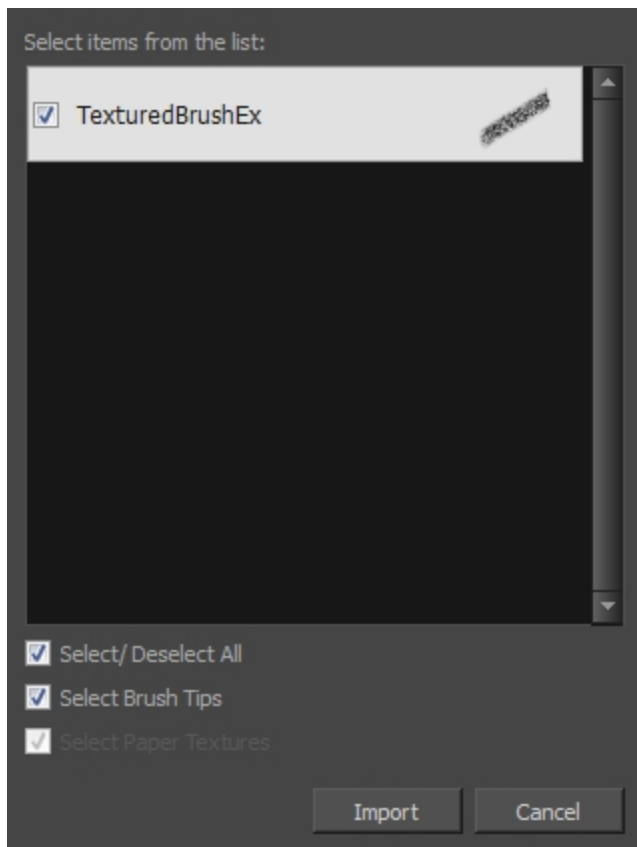 Select items from the list:
TexturedBrushEx
Select/ Deselect All
Select Brush Tips
Select Paper Textures
Import Cancel